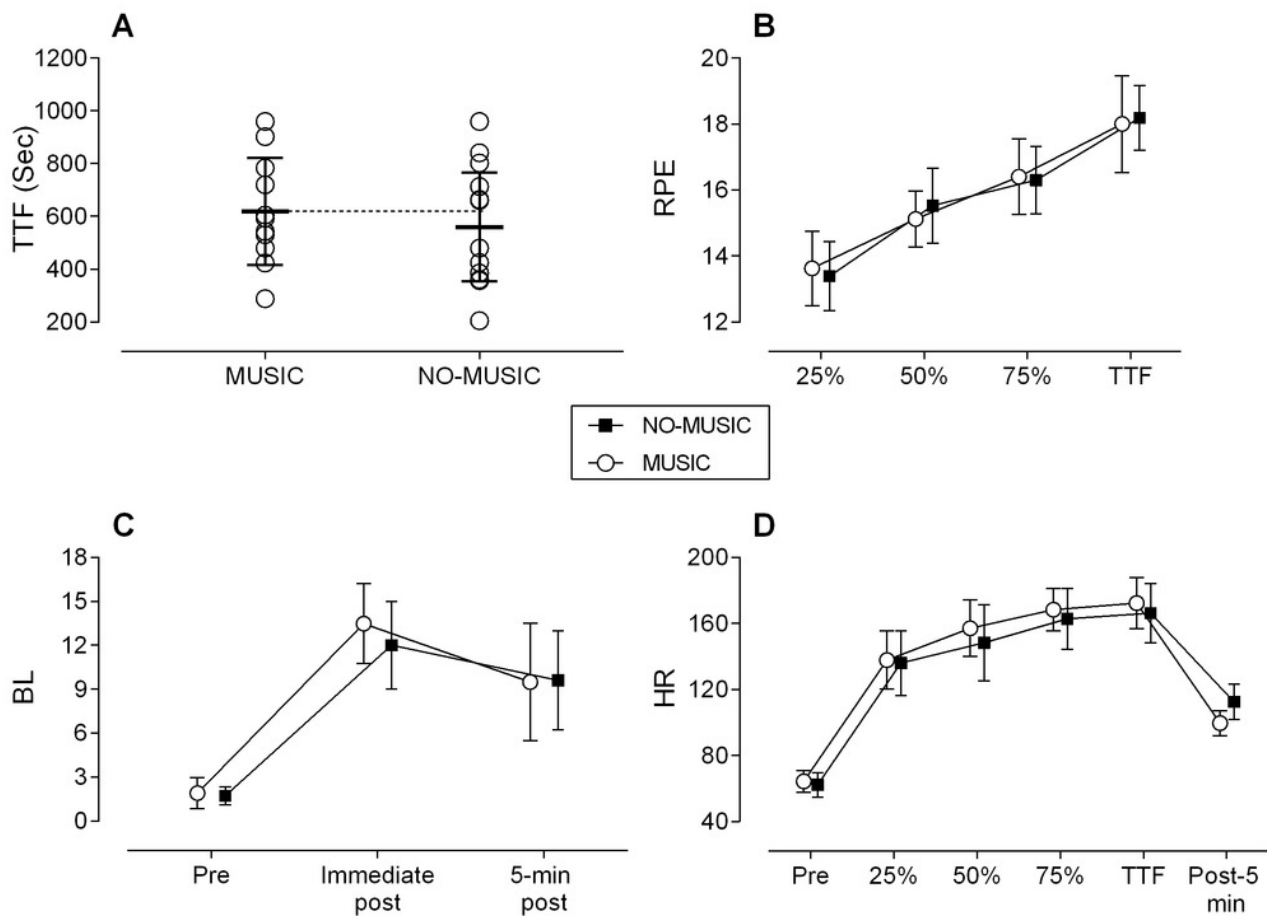 A
TTF (Sec)
1200
1000
800
600
400
200
MUSIC
NO-MUSIC
B
RPE
20
18
16
14
12
25%
50%
75%
TTF
NO-MUSIC
MUSIC
C
BL
18
15
12
9
6
3
0
Pre
Immediate
post
5-min
post
D
HR
200
160
120
80
40
Pre
25%
50%
75%
TTF
Post-5
min